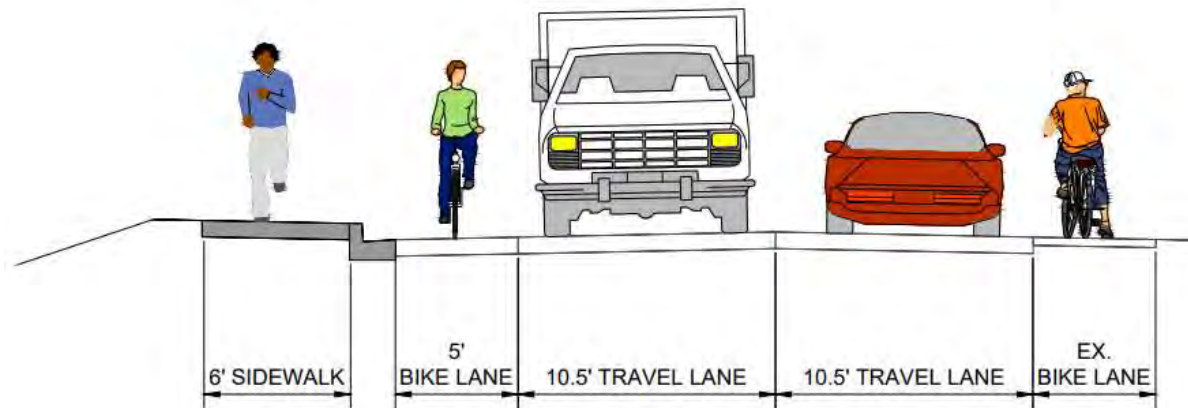 6' SIDEWALK
5'
BIKE LANE
10.5' TRAVEL LANE
10.5' TRAVEL LANE
EX.
BIKE LANE